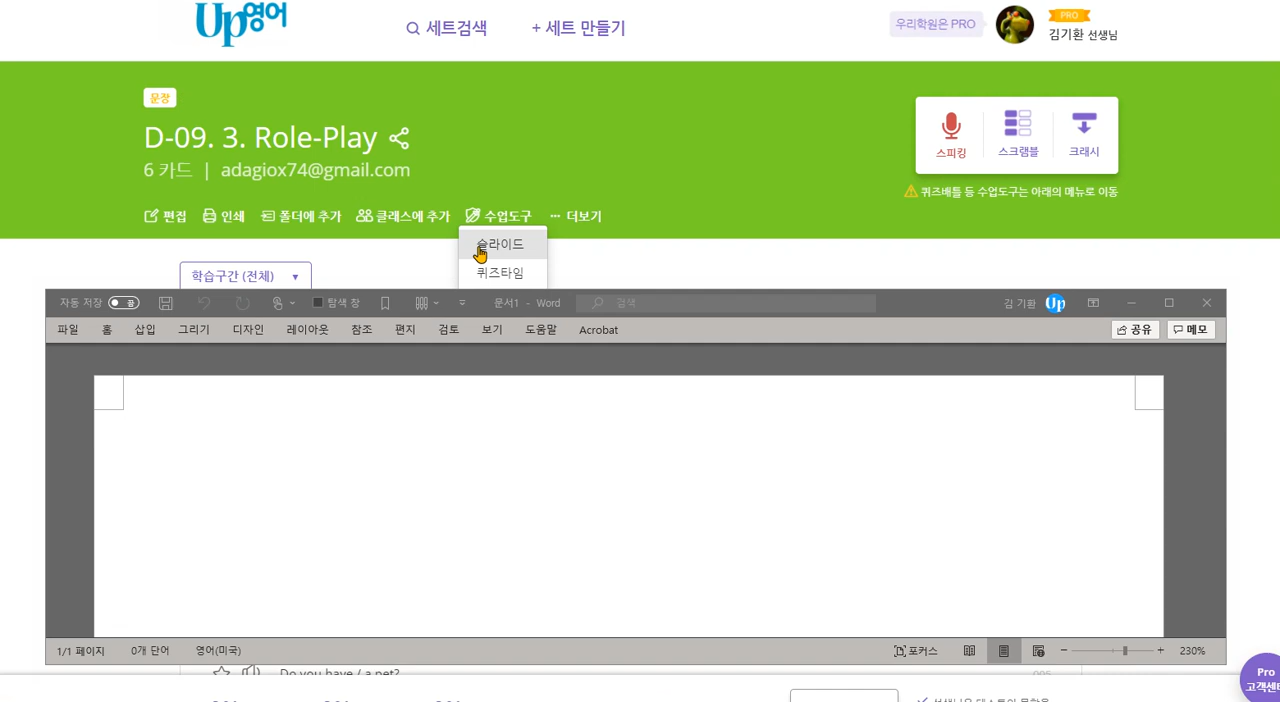 Up영어
세트검색
+ 세트 만들기
우리학원은 PRO
PRO
김기환 선생님
문장
D-09. 3. Role-Play
6 카드 | adagiox74@gmail.com
스피킹
스크램블
크래시
퀴즈배틀 등 수업도구는 아래의 메뉴로 이동
편집
인쇄
폴더에 추가
클래스에 추가
수업도구
더보기
슬라이드
퀴즈타임
학습구간 (전체)
자동 저장
끔
탐색 창
문서1 - Word
검색
김 기환
Up
파일 홈 삽입 그리기 디자인 레이아웃 참조 편지 검토 보기 도움말 Acrobat
공유
메모
1/1 페이지
0개 단어
영어(미국)
포커스
230%
Do you have / a pet?
005
Pro
고객센터